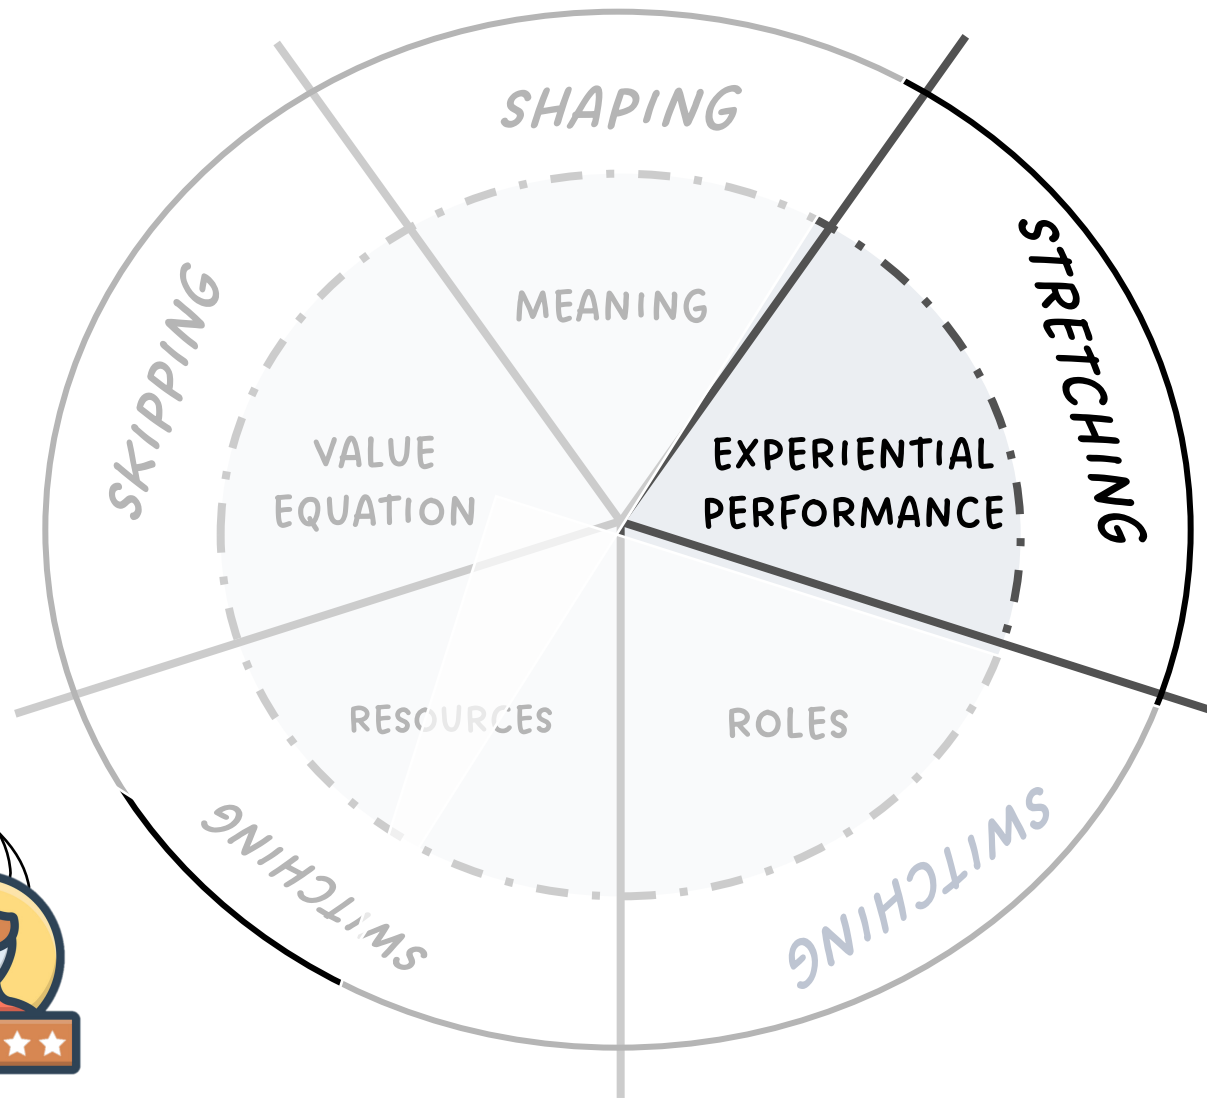 SHAPING
STRETCHING
SKIPPING
MEANING
VALUE
EQUATION
EXPERIENTIAL
PERFORMANCE
RESOURCES
ROLES
SWITCHING
SWITCHING